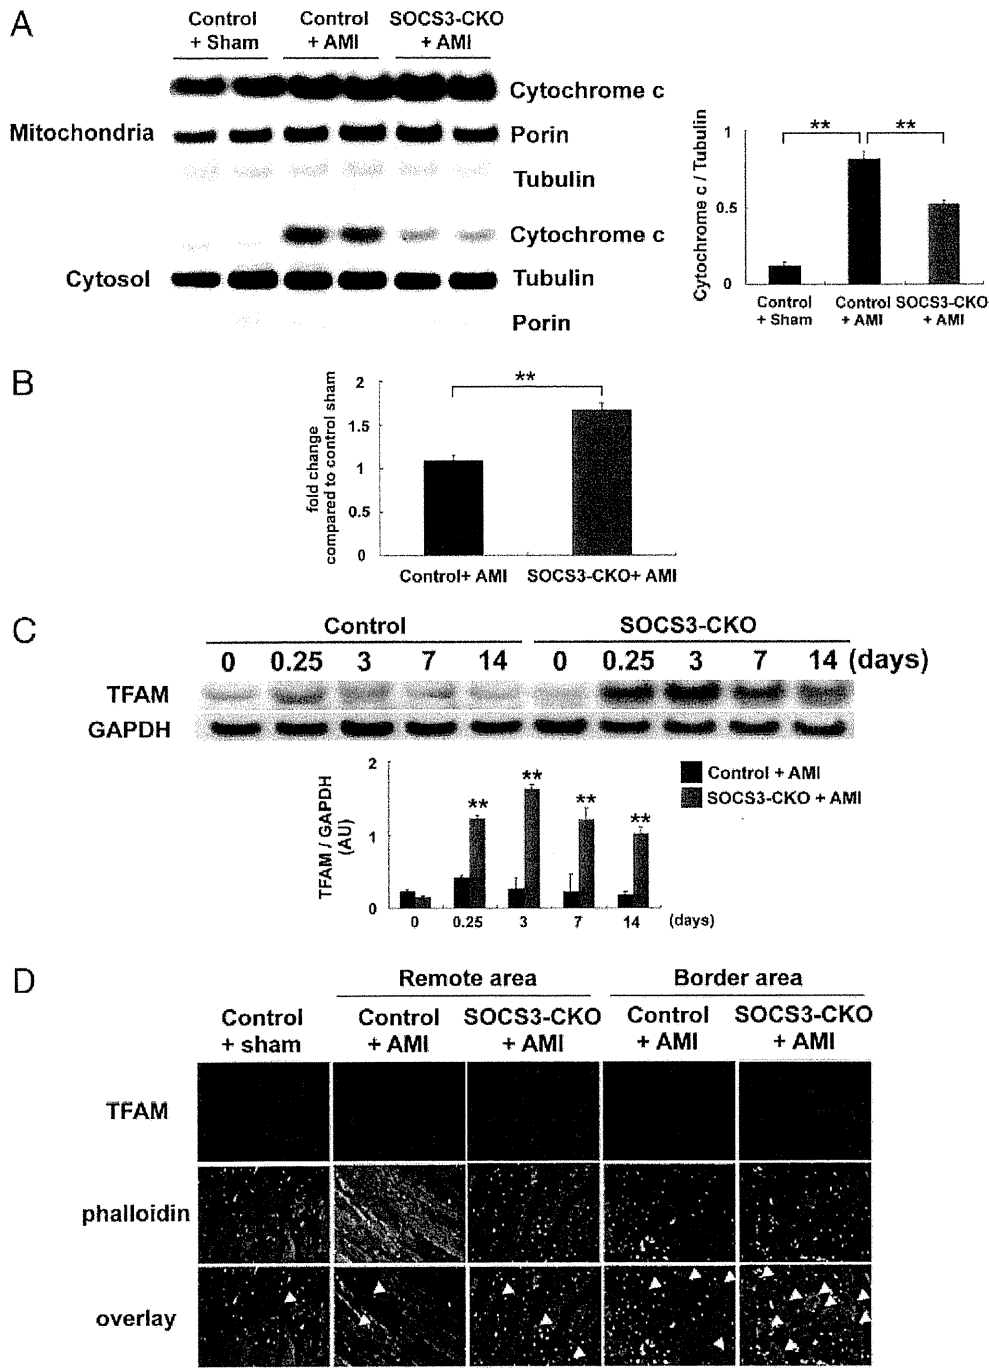 A
Control
+ Sham
Control
+ AMI
SOCS3-CKO
+ AMI
Mitochondria
Cytochrome c
Porin
Tubulin
Cytosol
Cytochrome c
Tubulin
Porin
Cytochrome c / Tubulin
1
0.5
0
** **
Control
+ Sham
Control
+ AMI
SOCS3-CKO
+ AMI
B
fold change
compared to control sham
2
1.5
1
0.5
0
**
Control+ AMI
SOCS3-CKO+ AMI
C
Control SOCS3-CKO
0 0.25 3 7 14 0 0.25 3 7 14 (days)
TFAM
GAPDH
TFAM / GAPDH
(AU)
2
1
0
** ** ** **
0 0.25 3 7 14 (days)
Control + AMI
SOCS3-CKO + AMI
D
Remote area Border area
Control
+ sham
Control
+ AMI
SOCS3-CKO
+ AMI
Control
+ AMI
SOCS3-CKO
+ AMI
TFAM
phalloidin
overlay